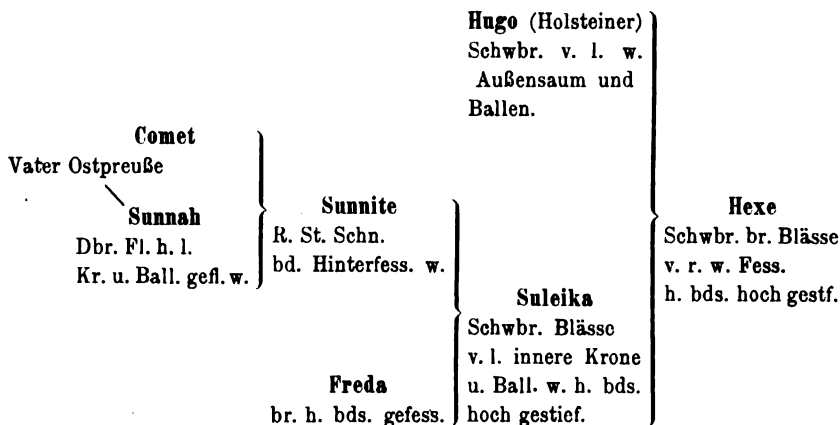 Hugo (Holsteiner)
Schwbr. v. l. w.
Außensaum und
Ballen.
Comet
Vater Ostpreuße
Sunnah
Dbr. Fl. h. l.
Kr. u. Ball. gefl. w.
Sunnite
R. St. Schn.
bd. Hinterfess. w.
Freda
br. h. bds. gefess.
Suleika
Schwbr. Blässe
v. l. innere Krone
u. Ball. w. h. bds.
hoch gestief.
Hexe
Schwbr. br. Blässe
v. r. w. Fess.
h. bds. hoch gestf.